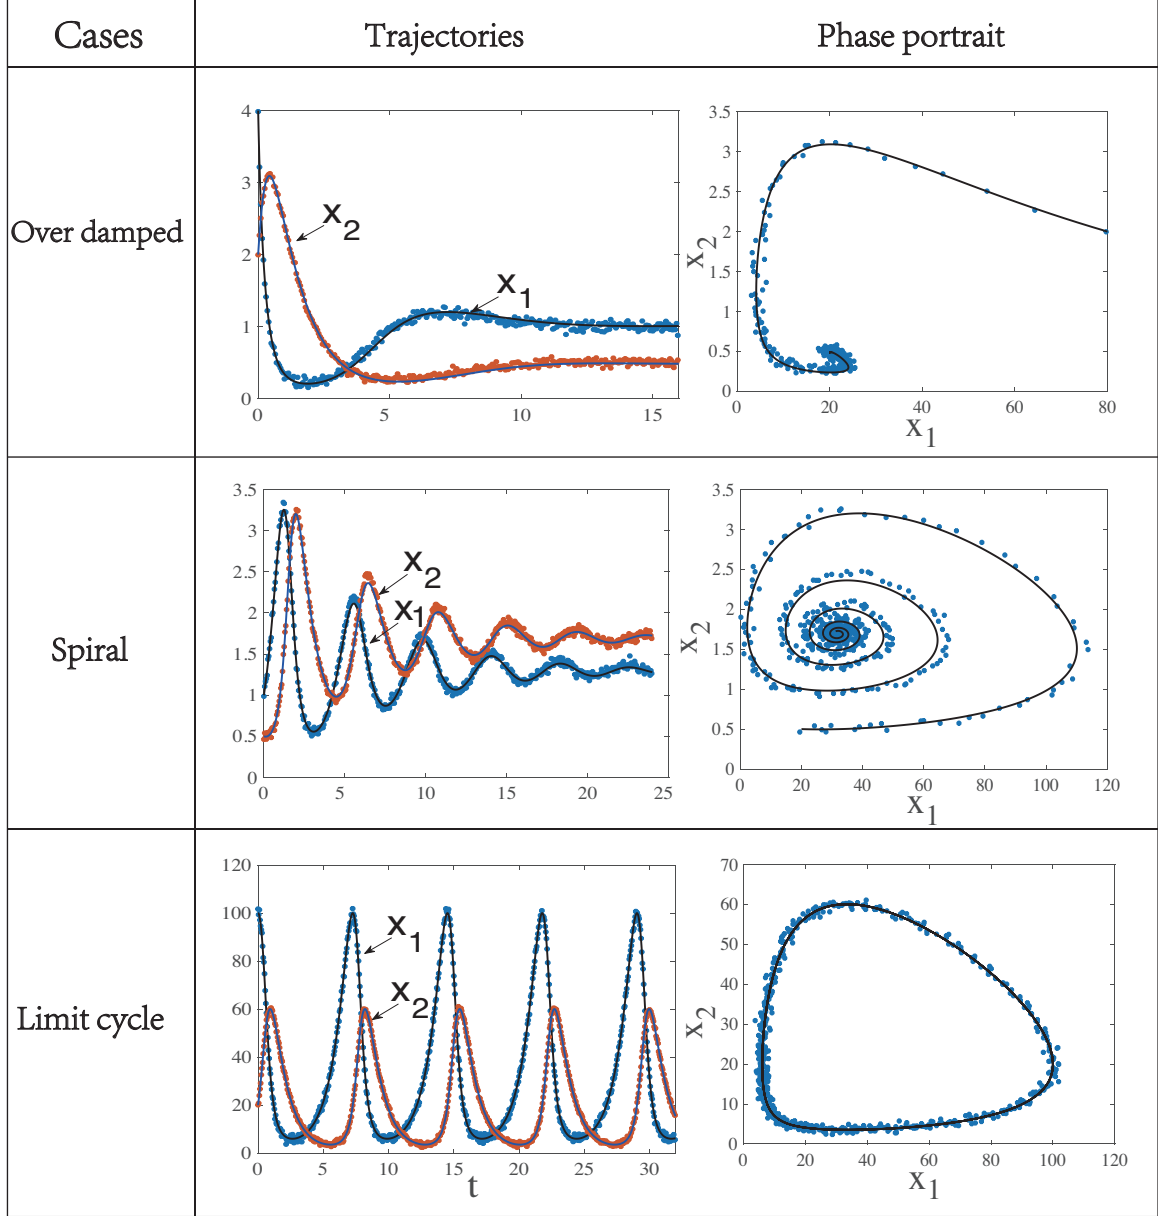 Cases Trajectories Phase portrait
Over damped
4
3
2
1
0
0 5 10 15
x2
x1
3.5
3
2.5
2
1.5
1
0.5
0
0 20 40 60 80
x2
x1
Spiral
3.5
3
2.5
2
1.5
1
0.5
0
0 5 10 15 20 25
x2
x1
3.5
3
2.5
2
1.5
1
0.5
0
0 20 40 60 80 100 120
x2
x1
Limit cycle
120
100
80
60
40
20
0
0 5 10 15 20 25 30
t
x1
x2
70
60
50
40
30
20
10
0
0 20 40 60 80 100 120
x2
x1